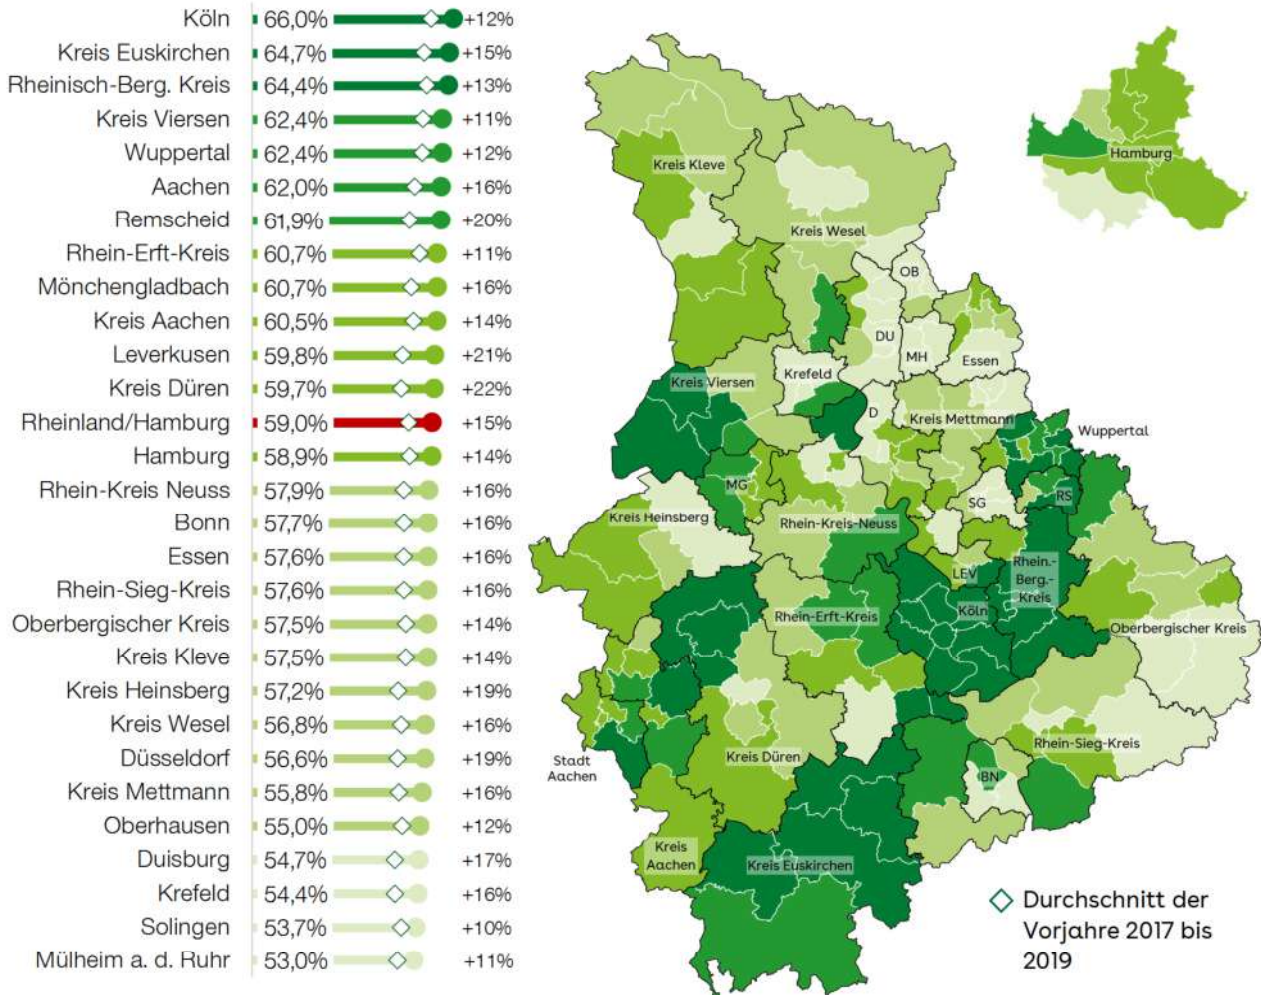 Köln 66,0% +12%
Kreis Euskirchen 64,7% +15%
Rheinisch-Berg. Kreis 64,4% +13%
Kreis Viersen 62,4% +11%
Wuppertal 62,4% +12%
Aachen 62,0% +16%
Remscheid 61,9% +20%
Rhein-Erft-Kreis 60,7% +11%
Mönchengladbach 60,7% +16%
Kreis Aachen 60,5% +14%
Leverkusen 59,8% +21%
Kreis Düren 59,7% +22%
Rheinland/Hamburg 59,0% +15%
Hamburg 58,9% +14%
Rhein-Kreis Neuss 57,9% +16%
Bonn 57,7% +16%
Essen 57,6% +16%
Rhein-Sieg-Kreis 57,6% +16%
Oberbergischer Kreis 57,5% +14%
Kreis Kleve 57,5% +14%
Kreis Heinsberg 57,2% +19%
Kreis Wesel 56,8% +16%
Düsseldorf 56,6% +19%
Kreis Mettmann 55,8% +16%
Oberhausen 55,0% +12%
Duisburg 54,7% +17%
Krefeld 54,4% +16%
Solingen 53,7% +10%
Mülheim a. d. Ruhr 53,0% +11%
Hamburg
Kreis Kleve
Kreis Wesel
OB
DU
MH
Essen
Kreis Viersen
Krefeld
D
Kreis Mettmann
Wuppertal
MG
SG
RS
Kreis Heinsberg
Rhein-Kreis-Neuss
LEV
Rhein.-
Berg.-
Kreis
Köln
Rhein-Erft-Kreis
Oberbergischer Kreis
Stadt
Aachen
Kreis Düren
Rhein-Sieg-Kreis
BN
Kreis
Aachen
Kreis Euskirchen
Durchschnitt der
Vorjahre 2017 bis
2019